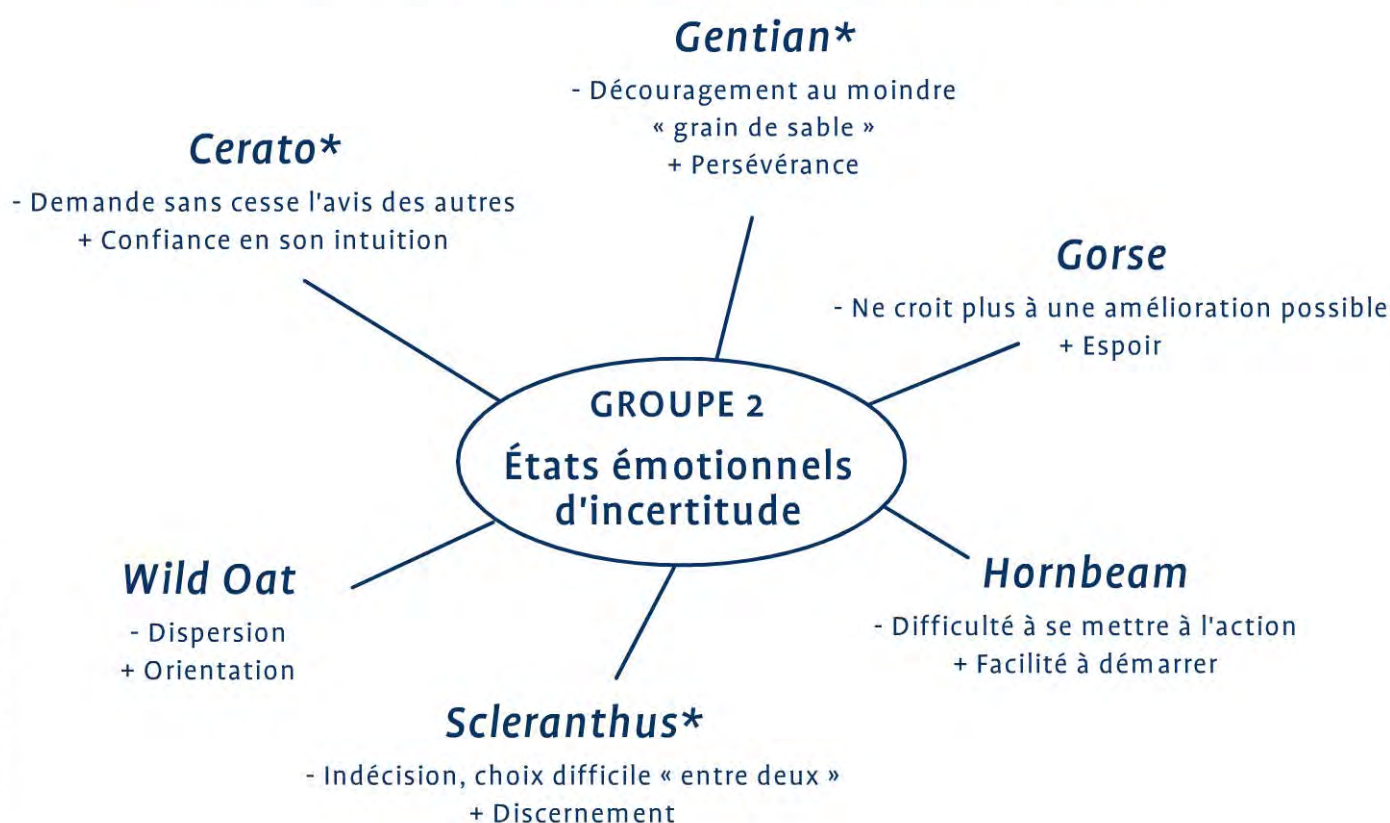 Gentian*
- Découragement au moindre
« grain de sable »
+ Persévérance
Cerato*
- Demande sans cesse l'avis des autres
+ Confiance en son intuition
Gorse
- Ne croit plus à une amélioration possible
+ Espoir
GROUPE 2
États émotionnels
d'incertitude
Wild Oat
- Dispersion
+ Orientation
Hornbeam
- Difficulté à se mettre à l'action
+ Facilité à démarrer
Scleranthus*
- Indécision, choix difficile « entre deux »
+ Discernement